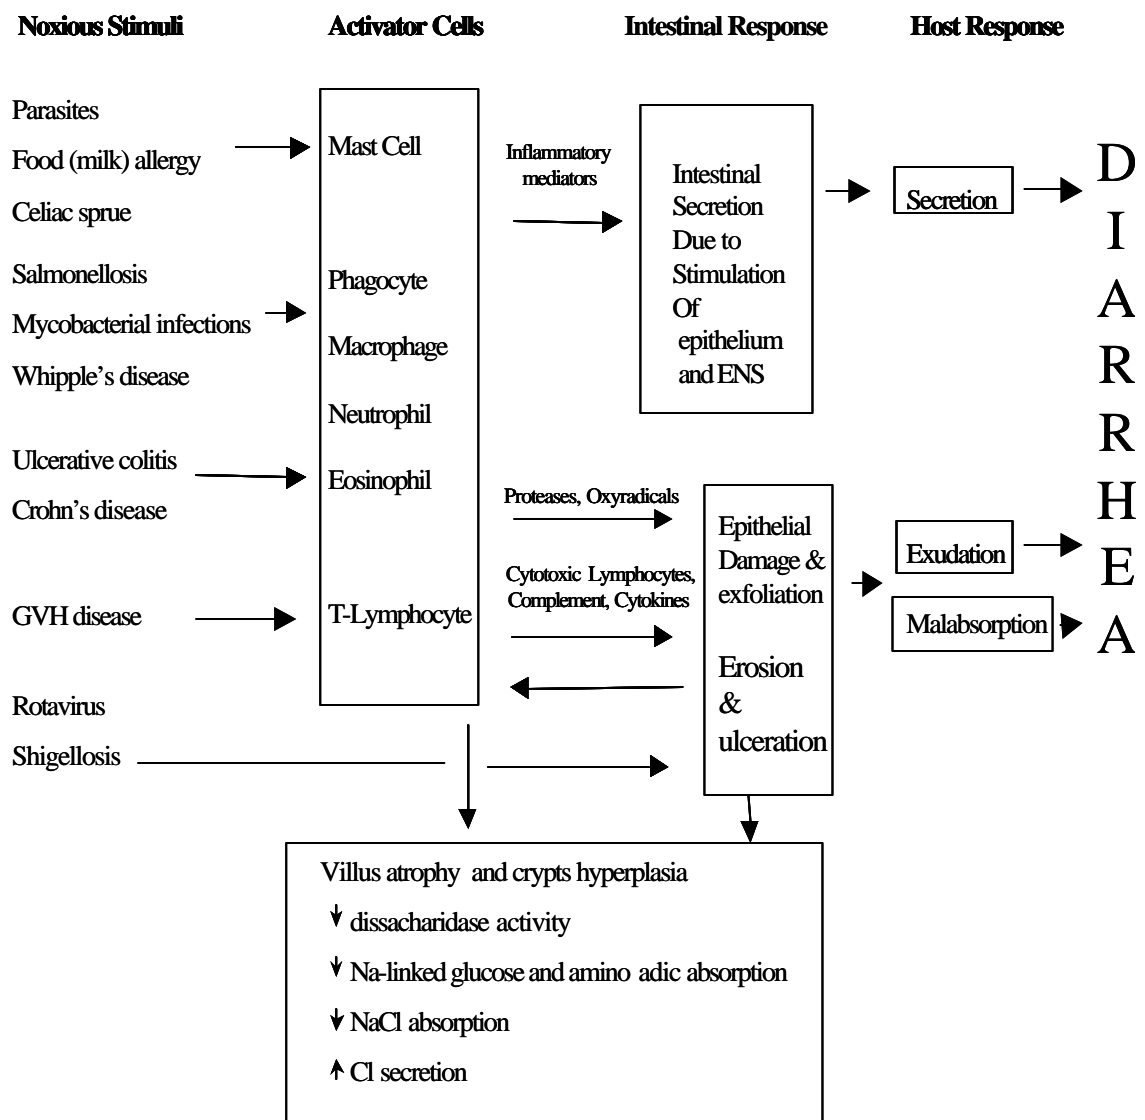 Noxious Stimuli
Activator Cells
Intestinal Response
Host Response
Parasites
Food (milk) allergy
Celiac sprue
Salmonellosis
Mycobacterial infections
Whipple’s disease
Ulcerative colitis
Crohn’s disease
GVH disease
Rotavirus
Shigellosis
Mast Cell
Phagocyte
Macrophage
Neutrophil
Eosinophil
T-Lymphocyte
Inflammatory
mediators
Proteases, Oxyradicals
Cytotoxic Lymphocytes,
Complement, Cytokines
Intestinal
Secretion
Due to
Stimulation
Of
epithelium
and ENS
Epithelial
Damage &
exfoliation
Erosion
&
ulceration
Secretion
Exudation
Malabsorption
D
I
A
R
R
H
E
A
Villus atrophy and crypts hyperplasia
↓ dissacharidase activity
↓ Na-linked glucose and amino adic absorption
↓ NaCl absorption
↑ Cl secretion